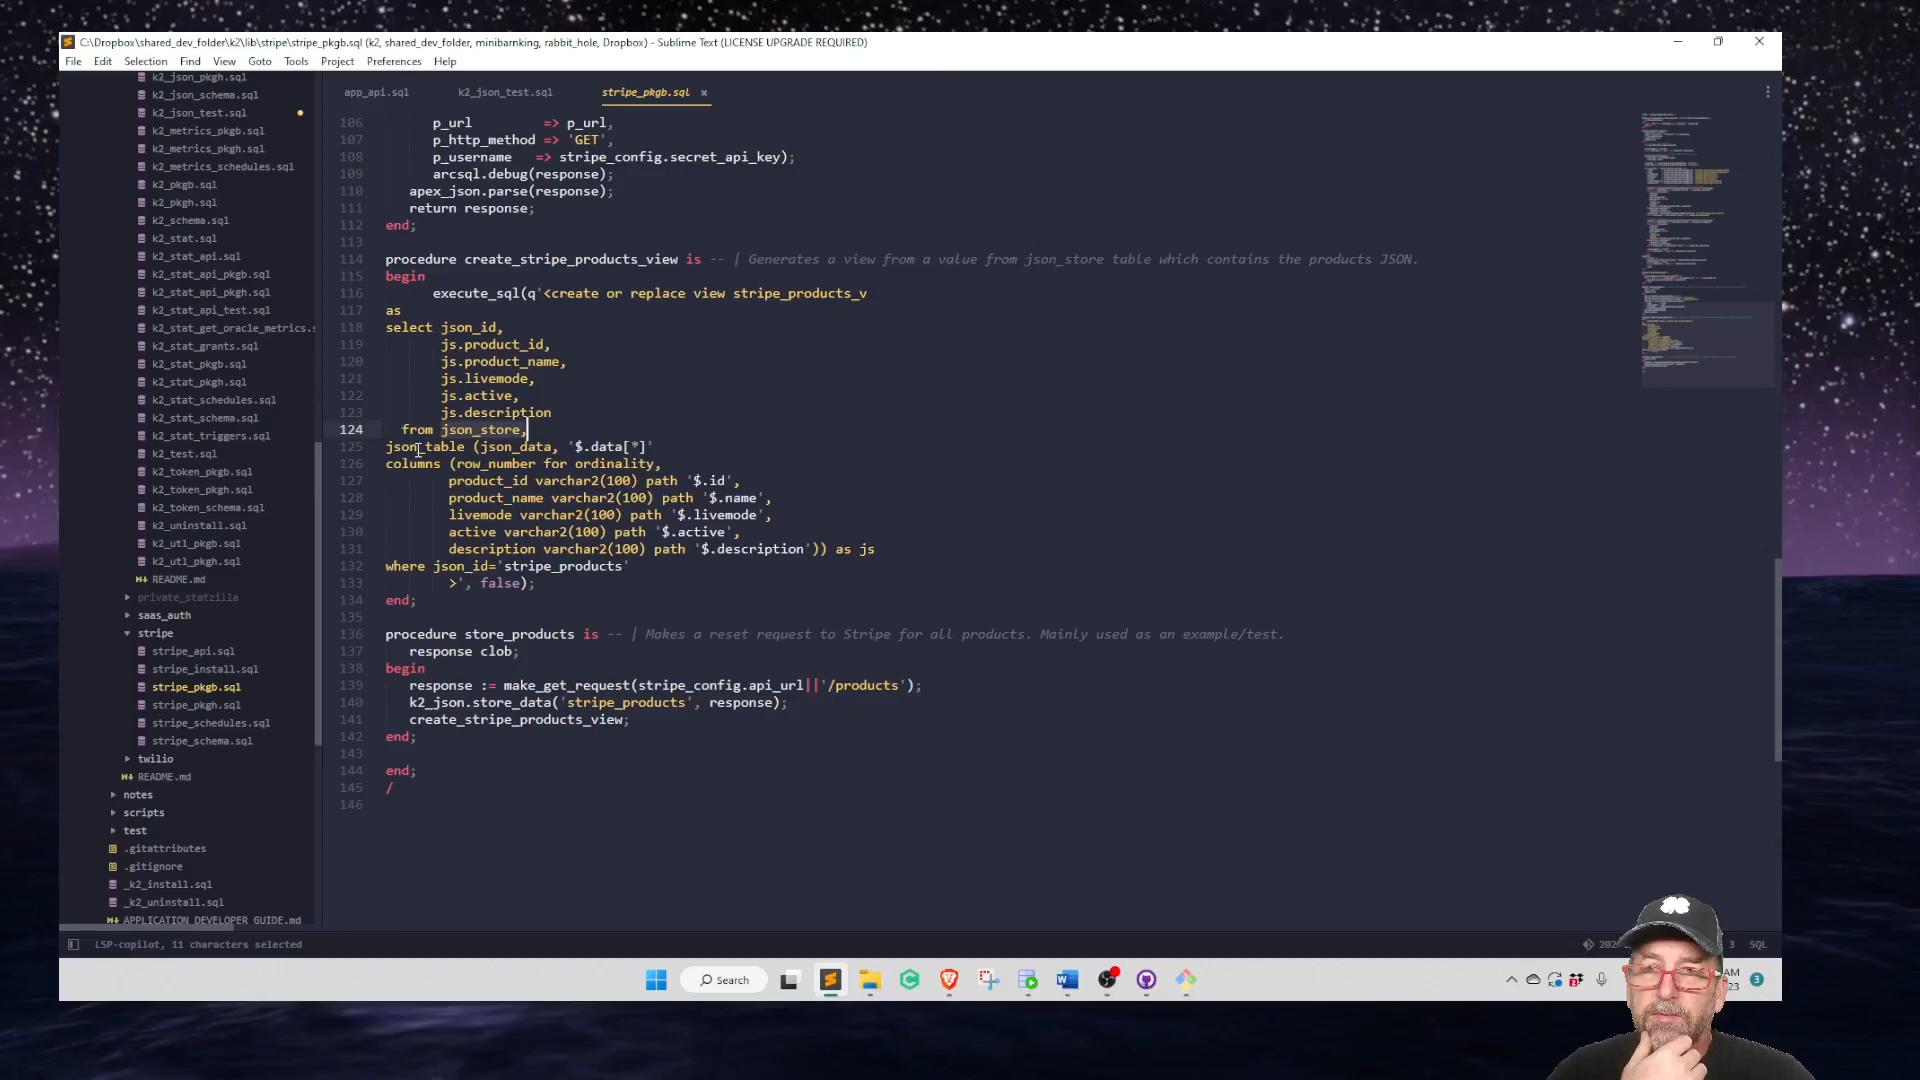 C:\Dropbox\shared_dev_folder\k2\lib\stripe\stripe_pkgb.sql (k2, shared_dev_folder, minibarnking, rabbit_hole, Dropbox) - Sublime Text (LICENSE UPGRADE REQUIRED)
File Edit Selection Find View Goto Tools Project Preferences Help
k2_json_pkgh.sql
k2_json_schema.sql
k2_json_test.sql
k2_metrics_pkgb.sql
k2_metrics_pkgh.sql
k2_metrics_schedules.sql
k2_pkgb.sql
k2_pkgh.sql
k2_schema.sql
k2_stat.sql
k2_stat_api.sql
k2_stat_api_pkgb.sql
k2_stat_api_pkgh.sql
k2_stat_api_test.sql
k2_stat_get_oracle_metrics.s
k2_stat_grants.sql
k2_stat_pkgb.sql
k2_stat_pkgh.sql
k2_stat_schedules.sql
k2_stat_schema.sql
k2_stat_triggers.sql
k2_test.sql
k2_token_pkgb.sql
k2_token_pkgh.sql
k2_token_schema.sql
k2_uninstall.sql
k2_utl_pkgb.sql
k2_utl_pkgh.sql
README.md
private_statzilla
saas_auth
stripe
stripe_api.sql
stripe_install.sql
stripe_pkgb.sql
stripe_pkgh.sql
stripe_schedules.sql
stripe_schema.sql
twilio
README.md
notes
scripts
test
.gitattributes
.gitignore
_k2_install.sql
_k2_uninstall.sql
APPLICATION_DEVELOPER_GUIDE.md
app_api.sql k2_json_test.sql stripe_pkgb.sql ×
106 p_url => p_url,
107 p_http_method => 'GET',
108 p_username => stripe_config.secret_api_key);
109 arcsql.debug(response);
110 apex_json.parse(response);
111 return response;
112 end;
113
114 procedure create_stripe_products_view is -- | Generates a view from a value from json_store table which contains the products JSON.
115 begin
116 execute_sql(q'<create or replace view stripe_products_v
117 as
118 select json_id,
119 js.product_id,
120 js.product_name,
121 js.livemode,
122 js.active,
123 js.description
124 from json_store,
125 json_table (json_data, '$.data[*]'
126 columns (row_number for ordinality,
127 product_id varchar2(100) path '$.id',
128 product_name varchar2(100) path '$.name',
129 livemode varchar2(100) path '$.livemode',
130 active varchar2(100) path '$.active',
131 description varchar2(100) path '$.description')) as js
132 where json_id='stripe_products'
133 >', false);
134 end;
135
136 procedure store_products is -- | Makes a reset request to Stripe for all products. Mainly used as an example/test.
137 response clob;
138 begin
139 response := make_get_request(stripe_config.api_url||'/products');
140 k2_json.store_data('stripe_products', response);
141 create_stripe_products_view;
142 end;
143
144 end;
145 /
146
LSP-copilot, 11 characters selected
3 SQL
Search
AM
23
3